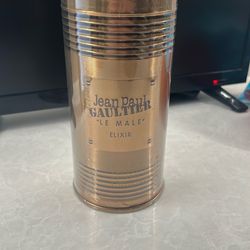 Jean Paul
GAULTIER
"LE MALE"
ELIXIR